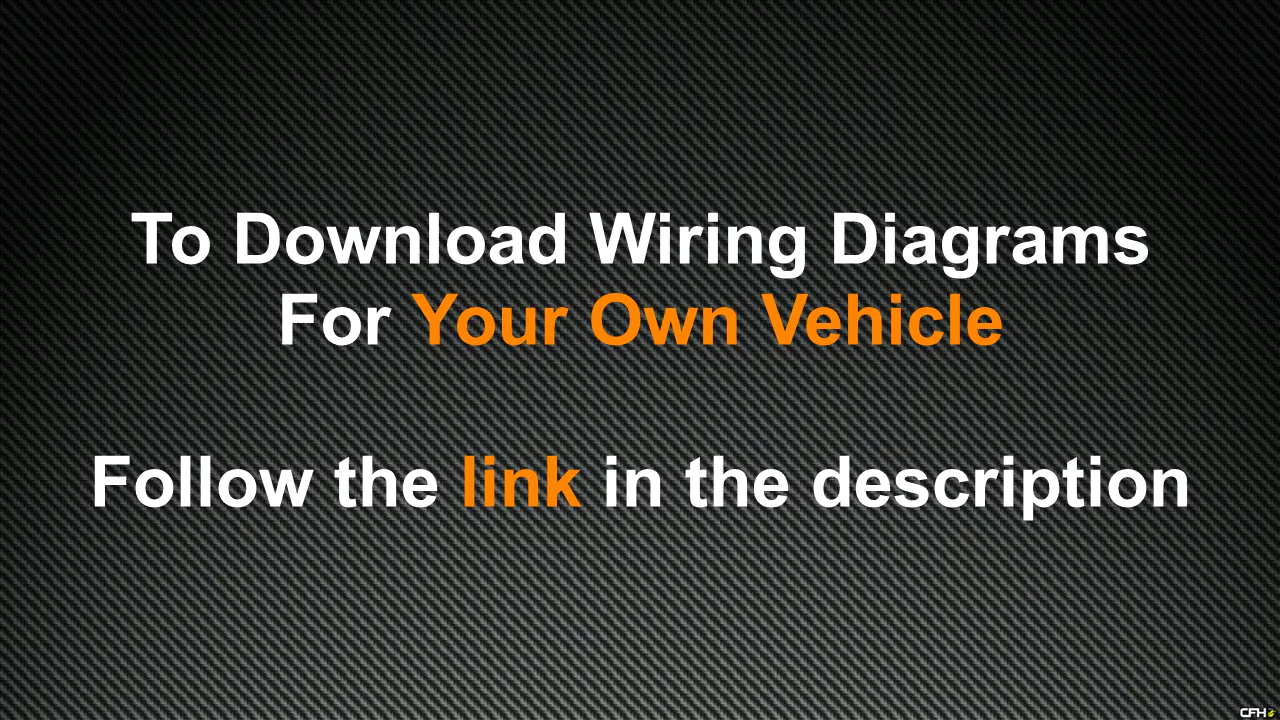 To Download Wiring Diagrams
For Your Own Vehicle
Follow the link in the description
CFH